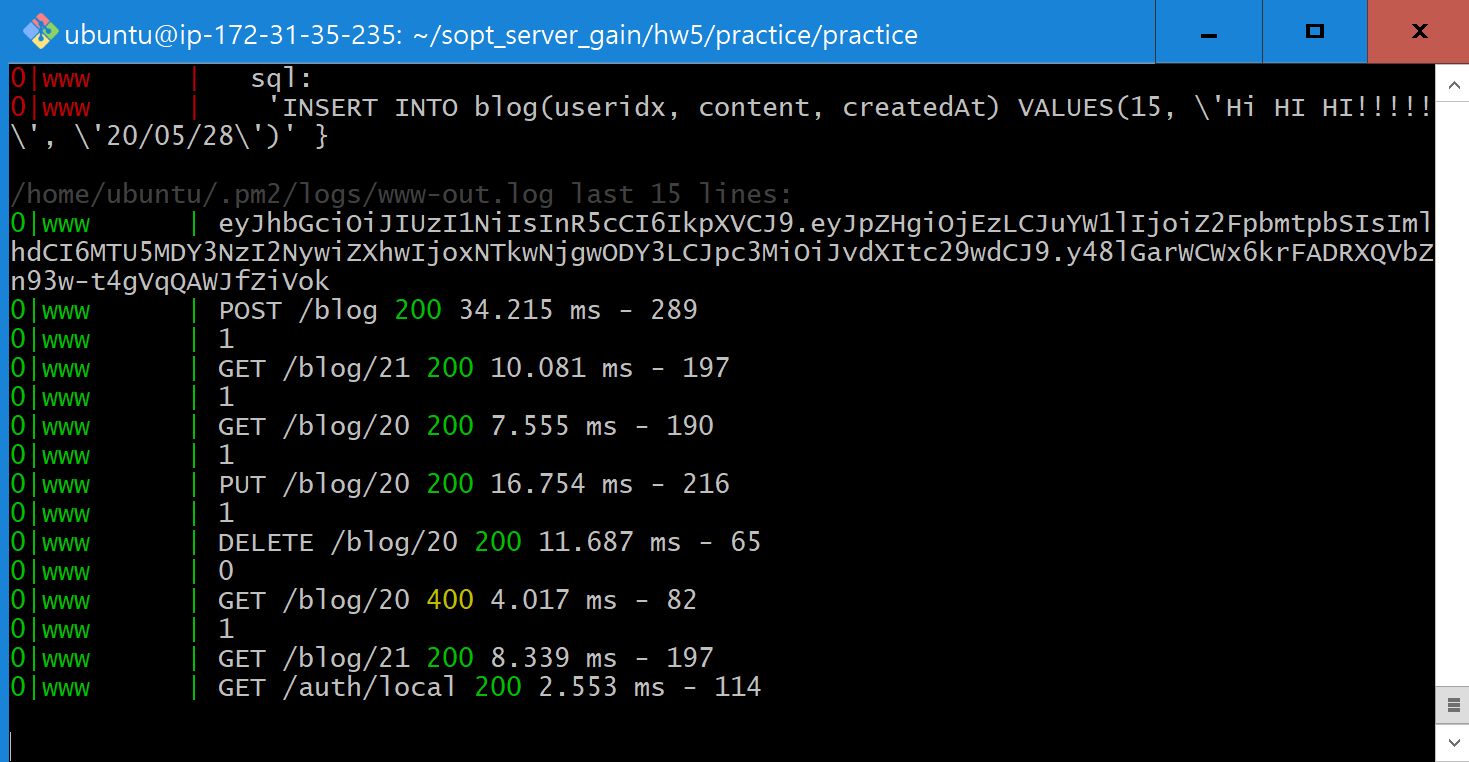 ubuntu@ip-172-31-35-235: ~/sopt_server_gain/hw5/practice/practice
0|www      |   sql:
0|www      |    'INSERT INTO blog(useridx, content, createdAt) VALUES(15, \'Hi HI HI!!!!!
\', \'20/05/28\')' }
/home/ubuntu/.pm2/logs/www-out.log last 15 lines:
0|www      | eyJhbGciOiJIUzI1NiIsInR5cCI6IkpXVCJ9.eyJpZHgiOjEzLCJuYW1lIjoiZ2FpbmtpbSIsIml
hdCI6MTU5MDY3NzI2NywiZXhwIjoxNTkwNjgwODY3LCJpc3MiOiJvdXItc29wdCJ9.y48lGarWCWx6krFADRXQVbZ
n93w-t4gVqQAWJfZiVok
0|www      | POST /blog 200 34.215 ms - 289
0|www      | 1
0|www      | GET /blog/21 200 10.081 ms - 197
0|www      | 1
0|www      | GET /blog/20 200 7.555 ms - 190
0|www      | 1
0|www      | PUT /blog/20 200 16.754 ms - 216
0|www      | 1
0|www      | DELETE /blog/20 200 11.687 ms - 65
0|www      | 0
0|www      | GET /blog/20 400 4.017 ms - 82
0|www      | 1
0|www      | GET /blog/21 200 8.339 ms - 197
0|www      | GET /auth/local 200 2.553 ms - 114